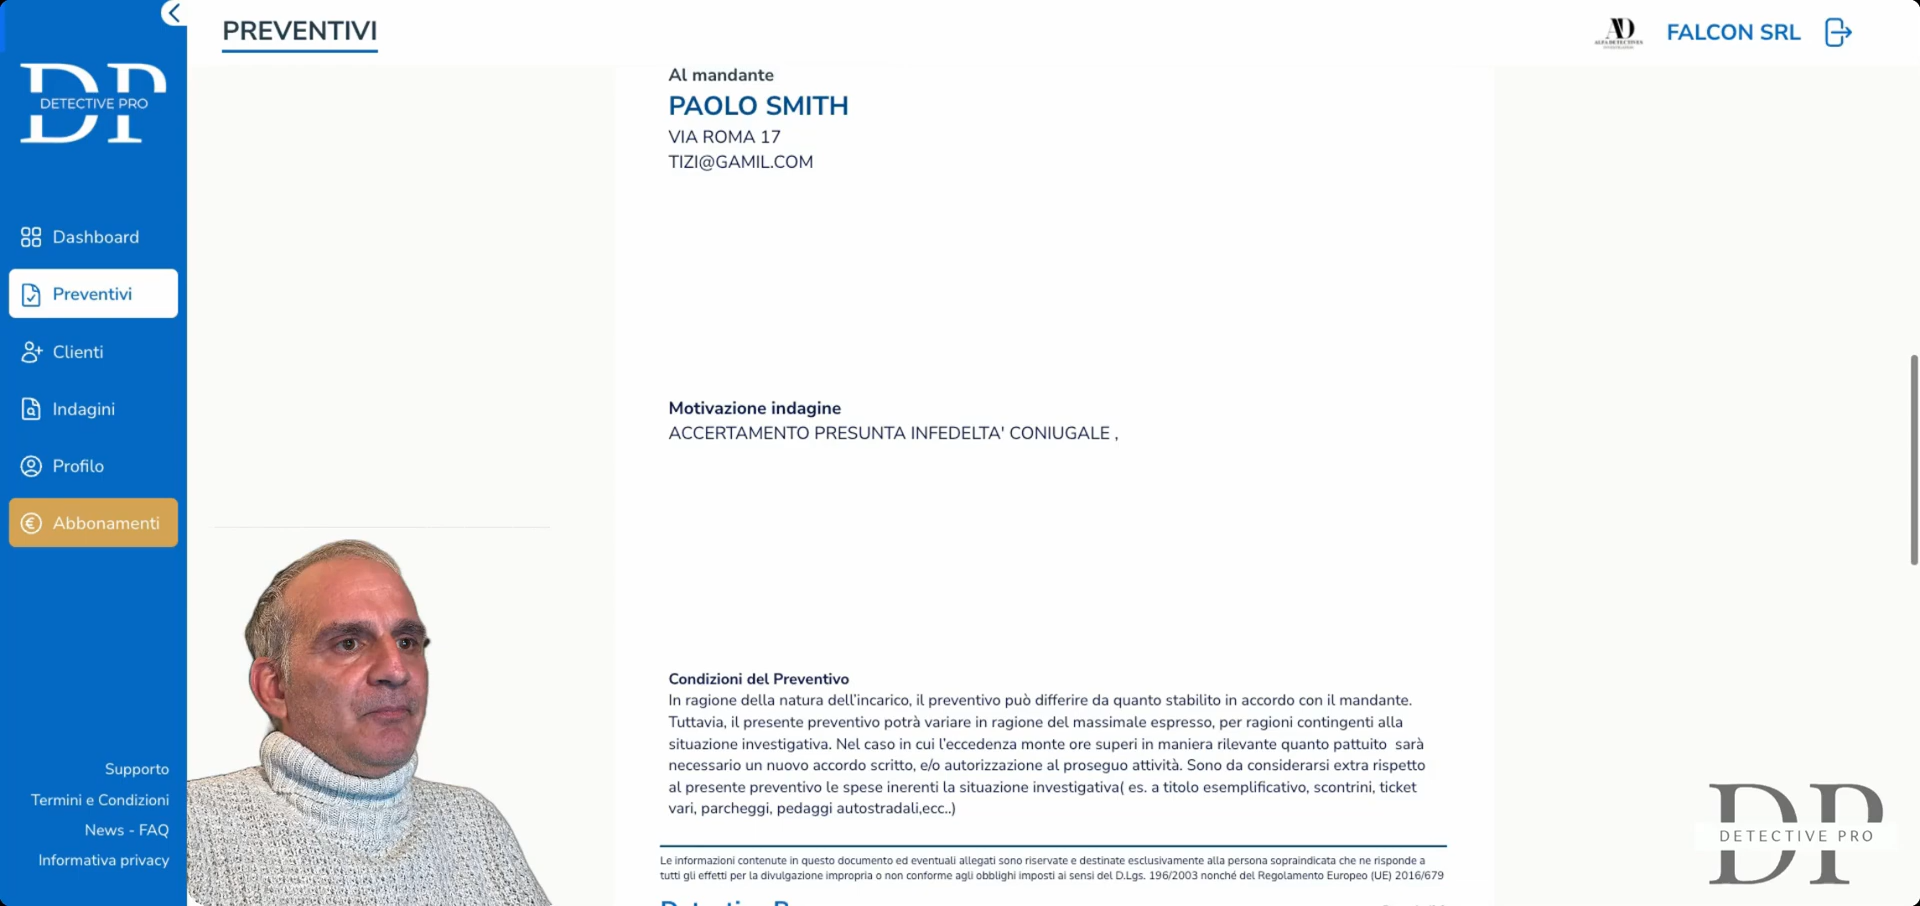 PREVENTIVI
AD
FALCON SRL
DP
DETECTIVE PRO
Dashboard
Preventivi
Clienti
Indagini
Profilo
Abbonamenti
Supporto
Termini e Condizioni
News - FAQ
Informativa privacy
Al mandante
PAOLO SMITH
VIA ROMA 17
TIZI@GAMIL.COM
Motivazione indagine
ACCERTAMENTO PRESUNTA INFEDELTA' CONIUGALE ,
Condizioni del Preventivo
In ragione della natura dell'incarico, il preventivo può differire da quanto stabilito in accordo con il mandante.
Tuttavia, il presente preventivo potrà variare in ragione del massimale espresso, per ragioni contingenti alla
situazione investigativa. Nel caso in cui l'eccedenza monte ore superi in maniera rilevante quanto pattuito sarà
necessario un nuovo accordo scritto, e/o autorizzazione al proseguo attività. Sono da considerarsi extra rispetto
al presente preventivo le spese inerenti la situazione investigativa( es. a titolo esemplificativo, scontrini, ticket
vari, parcheggi, pedaggi autostradali,ecc..)
Le informazioni contenute in questo documento ed eventuali allegati sono riservate e destinate esclusivamente alla persona sopraindicata che ne risponde a
tutti gli effetti per la divulgazione impropria o non conforme agli obblighi imposti ai sensi del D.Lgs. 196/2003 nonché del Regolamento Europeo (UE) 2016/679
DP
DETECTIVE PRO